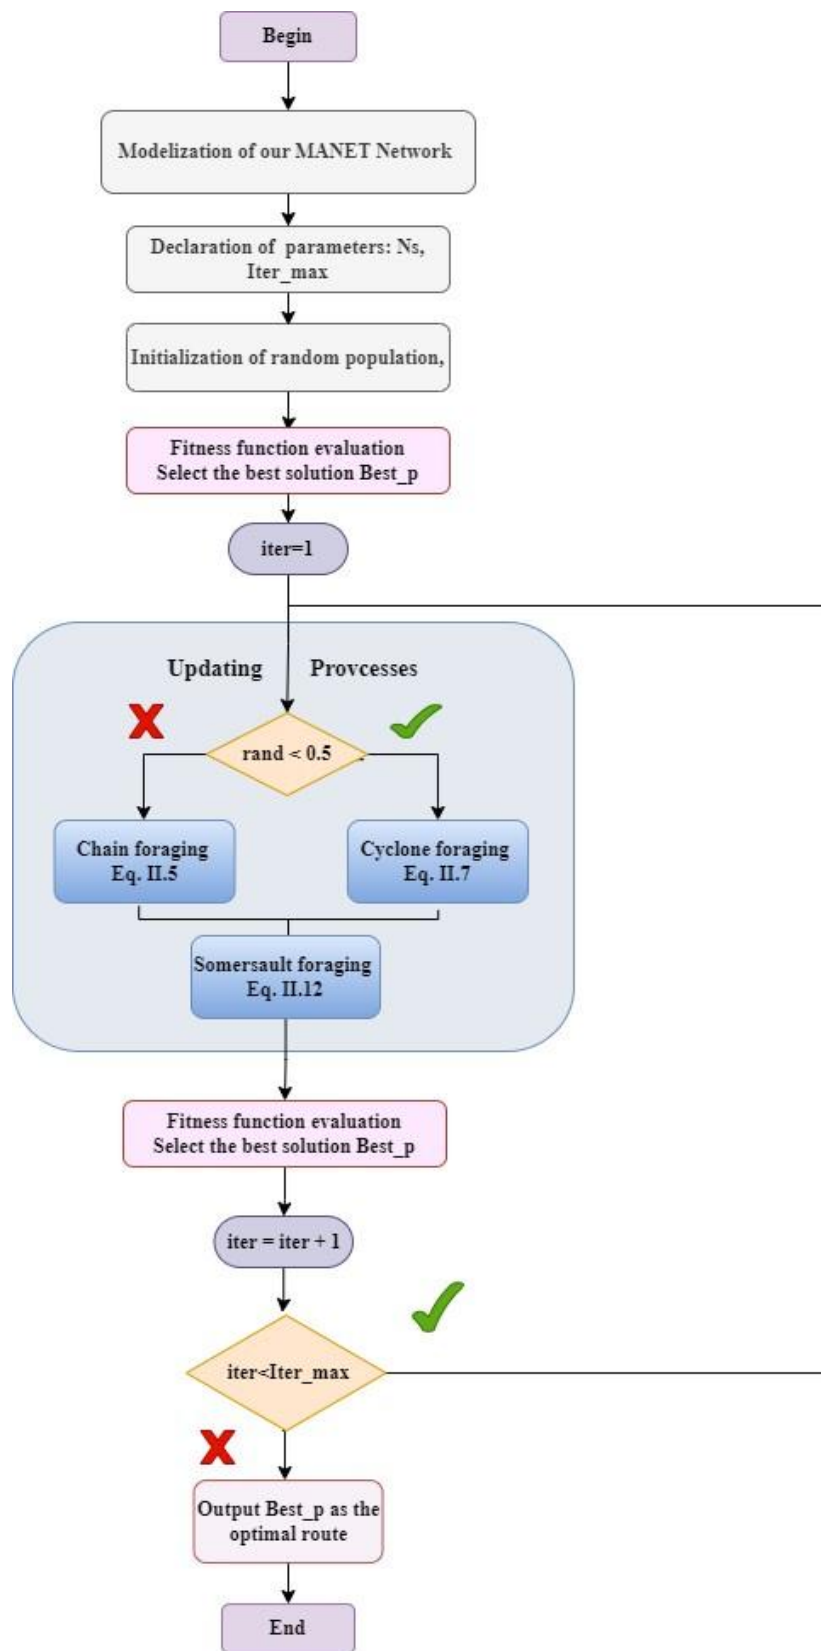 Begin
Modelization of our MANET Network
Declaration of parameters: Ns,
Iter_max
Initialization of random population,
Fitness function evaluation
Select the best solution Best_p
iter=1
Updating Provcesses
rand < 0.5
Chain foraging
Eq. II.5
Cyclone foraging
Eq. II.7
Somersault foraging
Eq. II.12
Fitness function evaluation
Select the best solution Best_p
iter = iter + 1
iter<Iter_max
Output Best_p as the
optimal route
End